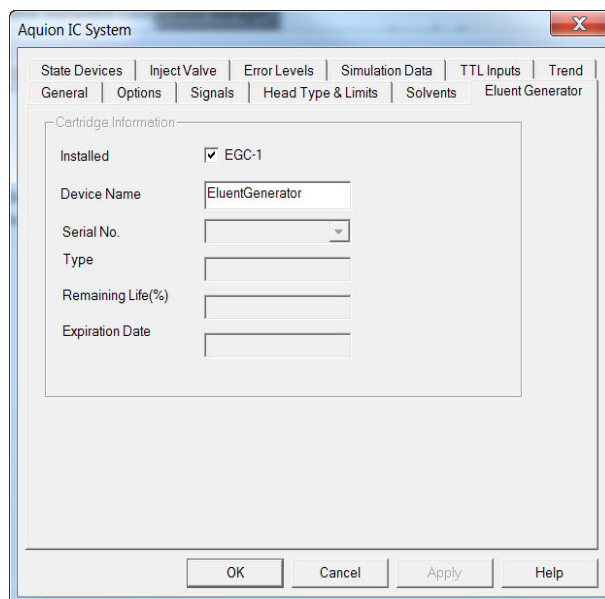 Aquion IC System
State Devices Inject Valve Error Levels Simulation Data TTL Inputs Trend
General Options Signals Head Type & Limits Solvents Eluent Generator
Cartridge Information
Installed EGC-1
Device Name EluentGenerator
Serial No.
Type
Remaining Life(%)
Expiration Date
OK Cancel Apply Help